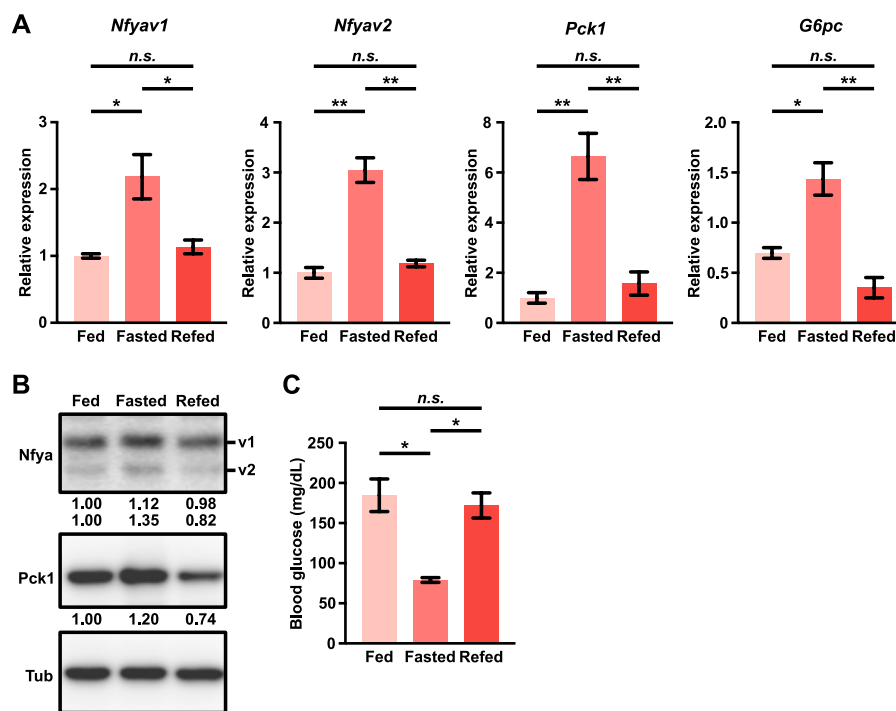 A
Nfyav1
Nfyav2
Pck1
G6pc
n.s.
n.s.
n.s.
n.s.
* *
** **
** **
* **
Relative expression
3
2
1
0
Fed Fasted Refed
Relative expression
4
3
2
1
0
Fed Fasted Refed
Relative expression
8
6
4
2
0
Fed Fasted Refed
Relative expression
2.0
1.5
1.0
0.5
0
Fed Fasted Refed
B
Fed Fasted Refed
Nfya
v1
v2
1.00 1.12 0.98
1.00 1.35 0.82
Pck1
1.00 1.20 0.74
Tub
C
n.s.
* *
Blood glucose (mg/dL)
250
200
150
100
50
0
Fed Fasted Refed